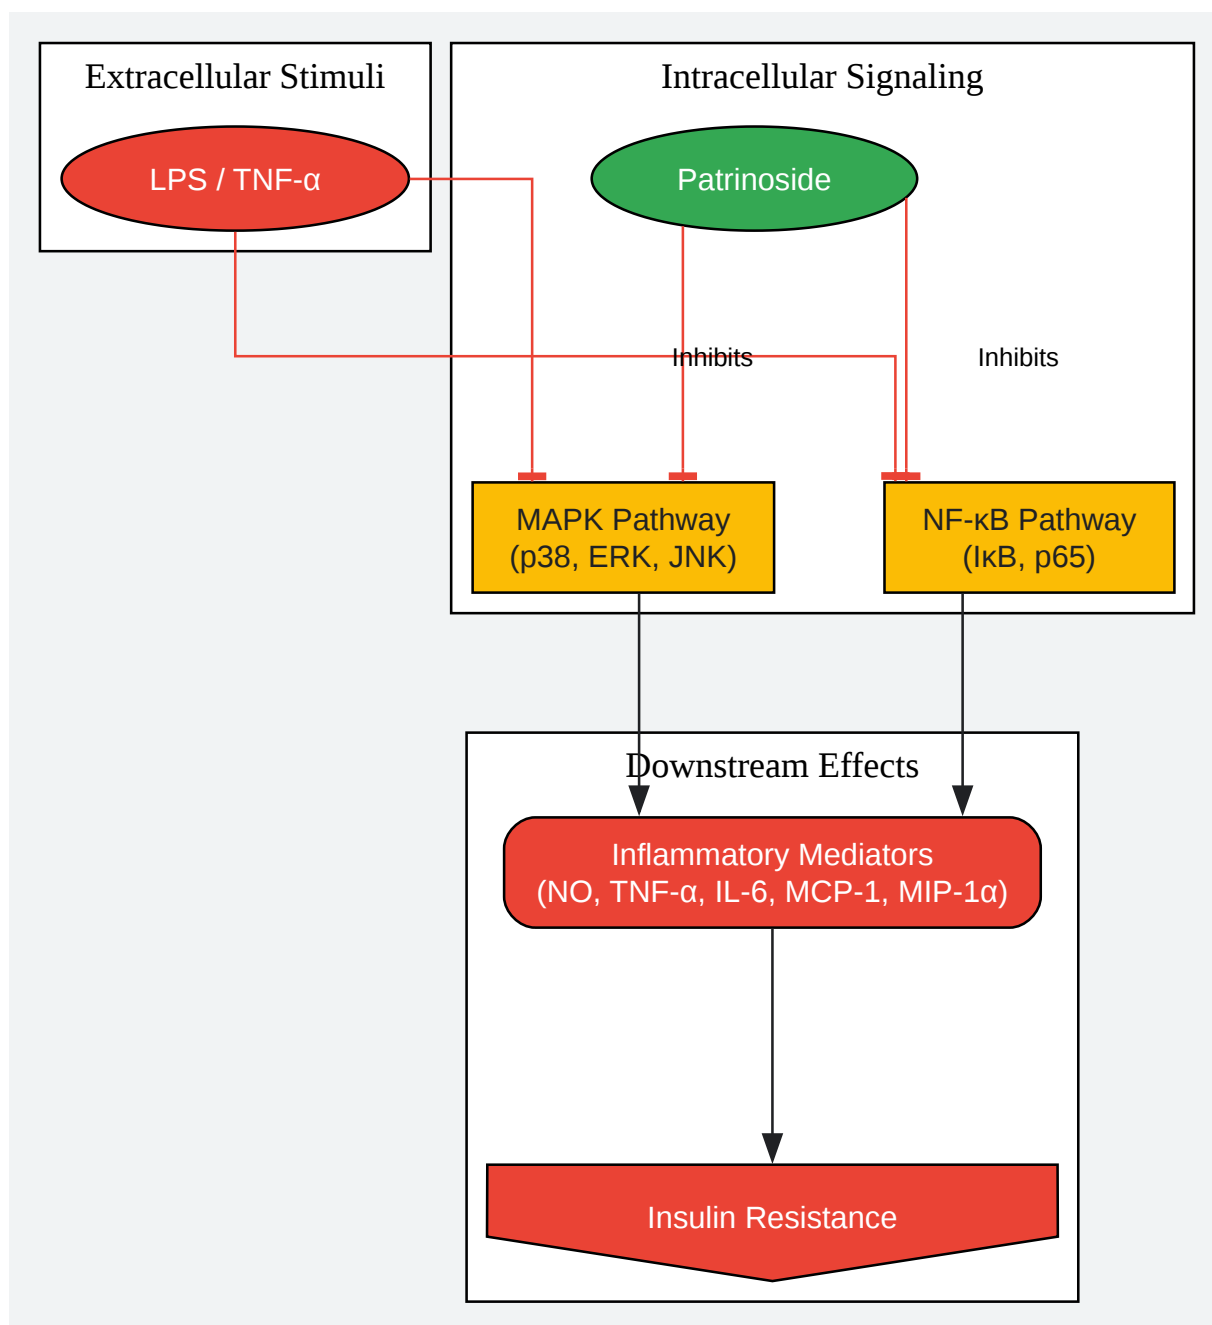 Extracellular Stimuli
Intracellular Signaling
LPS / TNF-α
Patrinoside
Inhibits
Inhibits
MAPK Pathway
(p38, ERK, JNK)
NF-κB Pathway
(IκB, p65)
Downstream Effects
Inflammatory Mediators
(NO, TNF-α, IL-6, MCP-1, MIP-1α)
Insulin Resistance